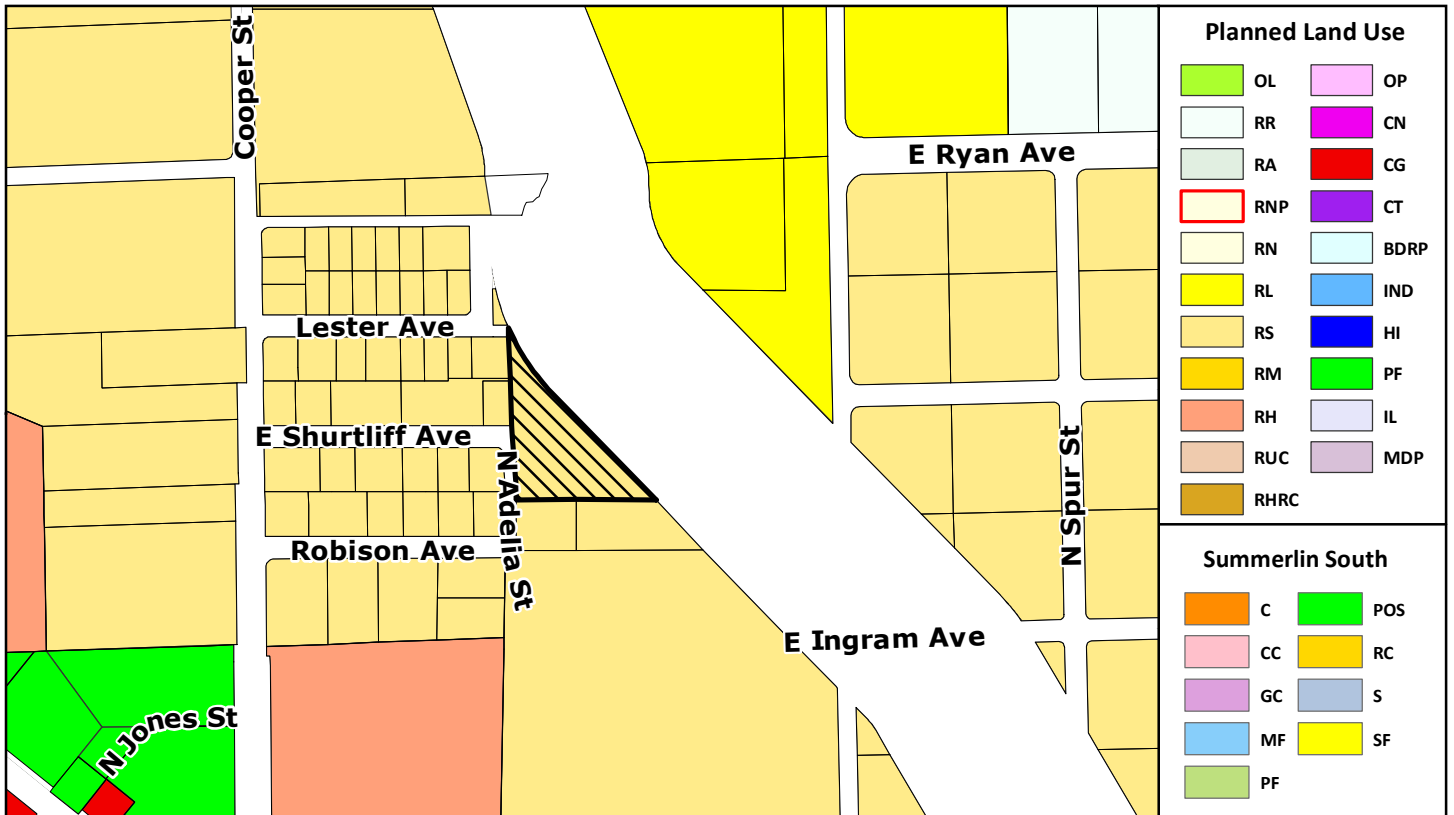 Cooper St
E Ryan Ave
Lester Ave
E Shurtliff Ave
N Adelia St
N Spur St
Robison Ave
E Ingram Ave
N Jones St
Planned Land Use
OL OP
RR CN
RA CG
RNP CT
RN BDRP
RL IND
RS HI
RM PF
RH IL
RUC MDP
RHRC
Summerlin South
C POS
CC RC
GC S
MF SF
PF